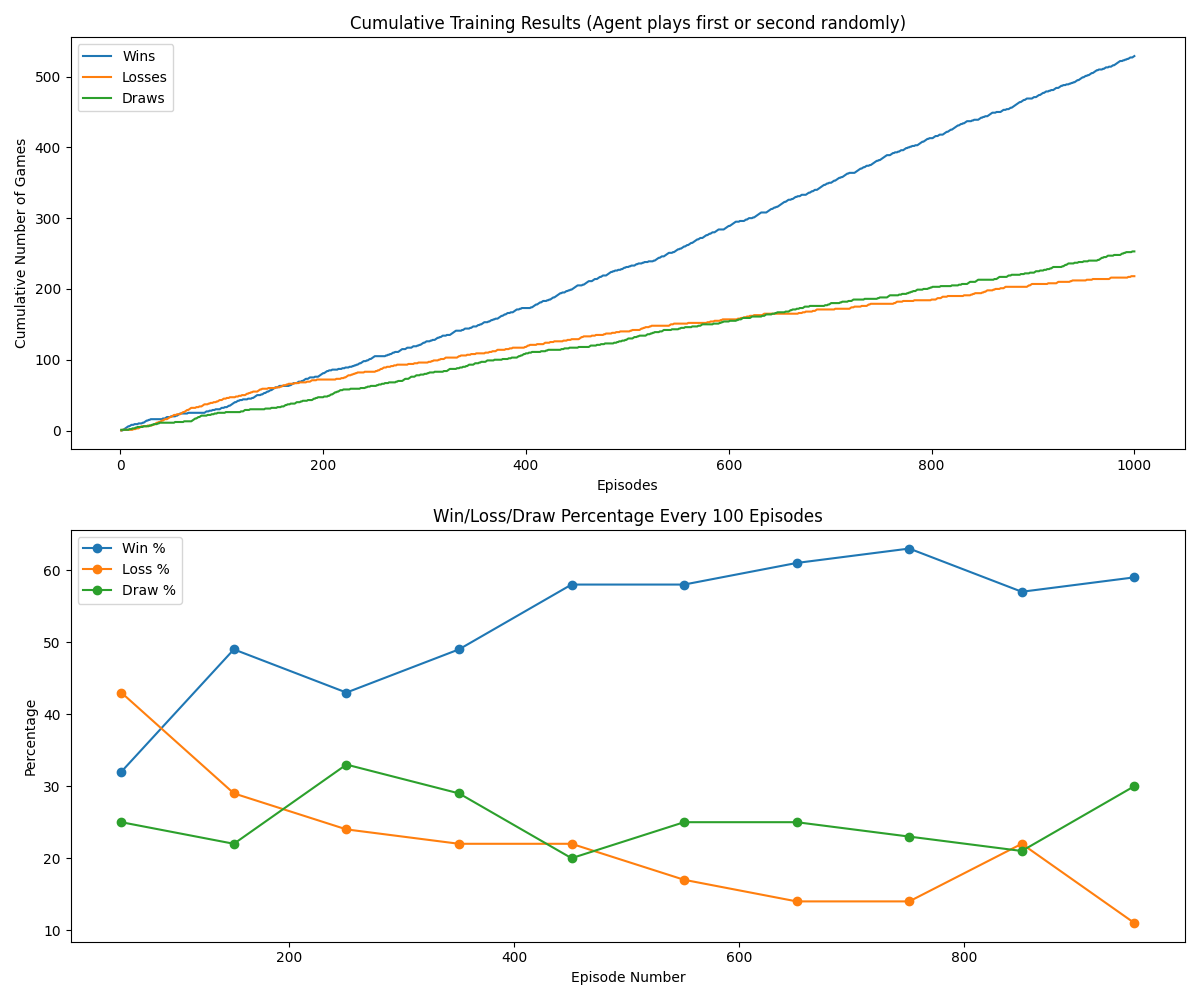 Cumulative Training Results (Agent plays first or second randomly)
Wins
Losses
Draws
Cumulative Number of Games
500
400
300
200
100
0
0 200 400 600 800 1000
Episodes
Win/Loss/Draw Percentage Every 100 Episodes
Win %
Loss %
Draw %
Percentage
60
50
40
30
20
10
200 400 600 800
Episode Number